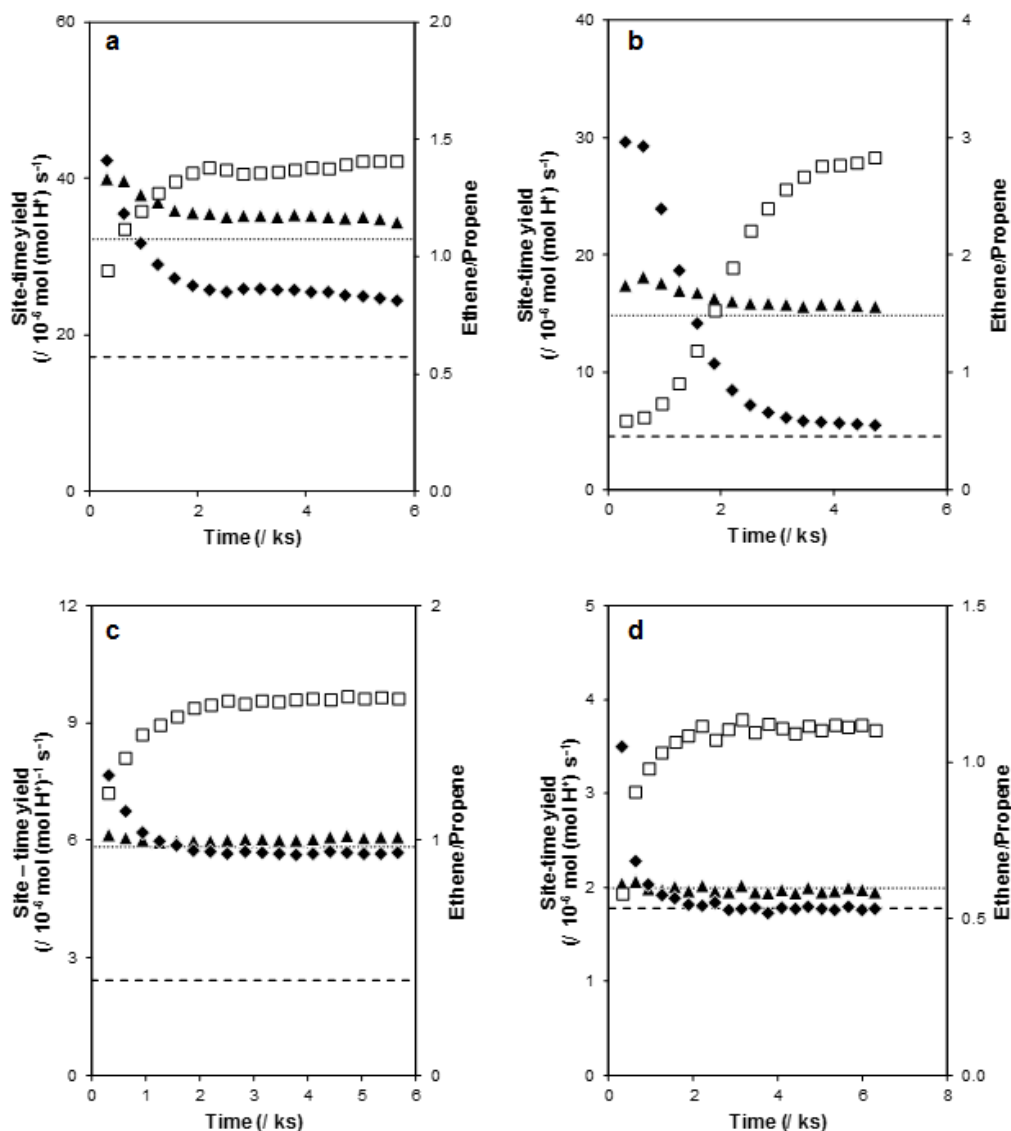 a
60
40
20
0
Site-time yield
(/ 10⁻⁶ mol (mol H⁺) s⁻¹)
0 2 4 6
Time (/ ks)
2.0
1.5
1.0
0.5
0.0
Ethene/Propene
b
40
30
20
10
0
Site-time yield
(/ 10⁻⁶ mol (mol H⁺) s⁻¹)
0 2 4 6
Time (/ ks)
4
3
2
1
0
Ethene/Propene
c
12
9
6
3
0
Site – time yield
(/ 10⁻⁶ mol (mol H⁺)⁻¹ s⁻¹)
0 1 2 3 4 5 6
Time (/ ks)
2
1
0
Ethene/Propene
d
5
4
3
2
1
0
Site-time yield
(/ 10⁻⁶ mol (mol H⁺) s⁻¹)
0 2 4 6 8
Time (/ ks)
1.5
1.0
0.5
0.0
Ethene/Propene